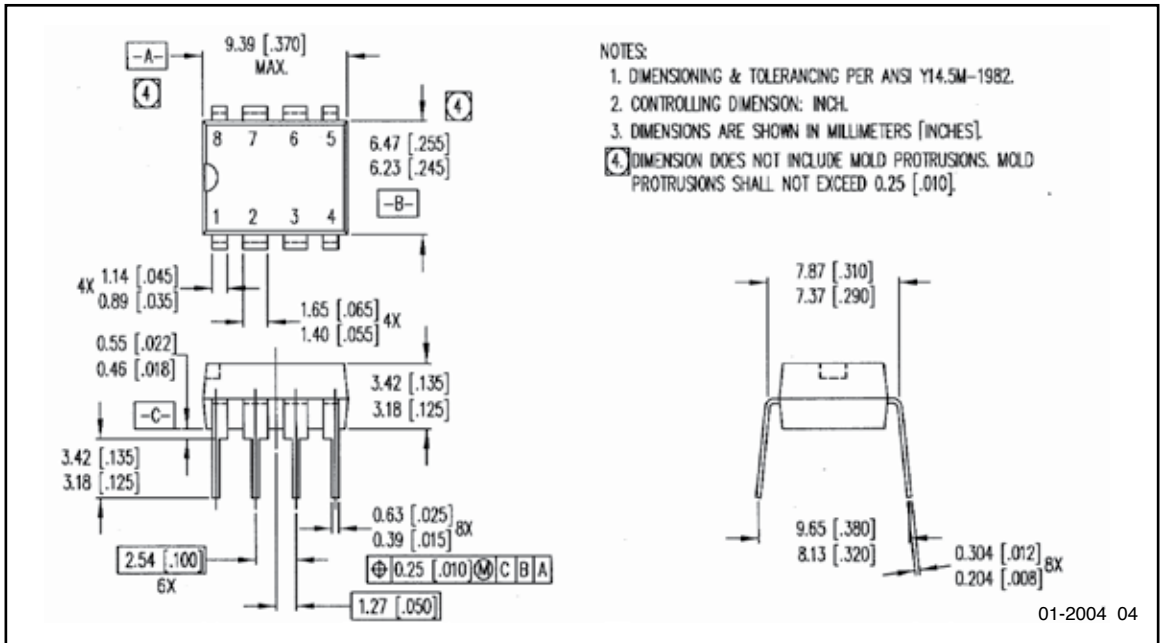 -A-
9.39 [.370]
MAX.
4
4
8 7 6 5
6.47 [.255]
6.23 [.245]
-B-
1 2 3 4
4X 1.14 [.045]
0.89 [.035]
1.65 [.065] 4X
1.40 [.055]
0.55 [.022]
0.46 [.018]
3.42 [.135]
3.18 [.125]
-C-
3.42 [.135]
3.18 [.125]
0.63 [.025] 8X
0.39 [.015]
2.54 [.100]
6X
⌖ 0.25 [.010] Ⓜ C B A
1.27 [.050]
NOTES:
1. DIMENSIONING & TOLERANCING PER ANSI Y14.5M-1982.
2. CONTROLLING DIMENSION: INCH.
3. DIMENSIONS ARE SHOWN IN MILLIMETERS [INCHES].
4. DIMENSION DOES NOT INCLUDE MOLD PROTRUSIONS. MOLD
PROTRUSIONS SHALL NOT EXCEED 0.25 [.010].
7.87 [.310]
7.37 [.290]
9.65 [.380]
8.13 [.320]
0.304 [.012] 8X
0.204 [.008]
01-2004 04